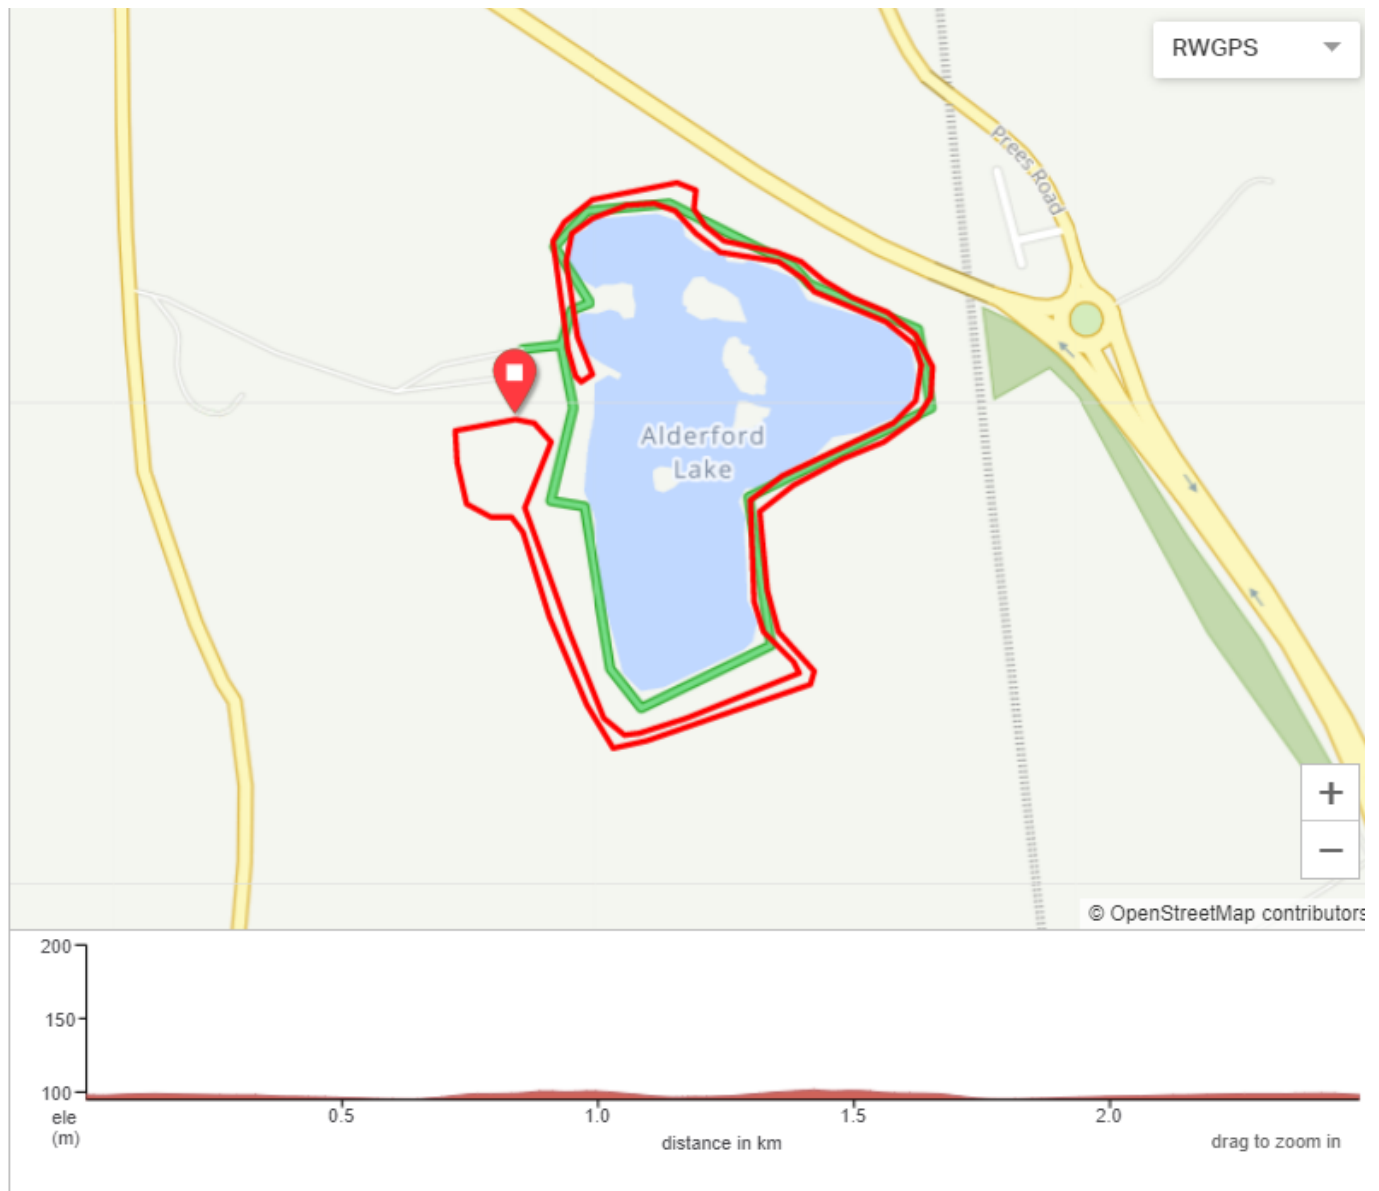 RWGPS
Prees Road
Alderford
Lake
+
−
© OpenStreetMap contributors
200
150
100
ele
(m)
0.5
1.0
1.5
2.0
distance in km
drag to zoom in